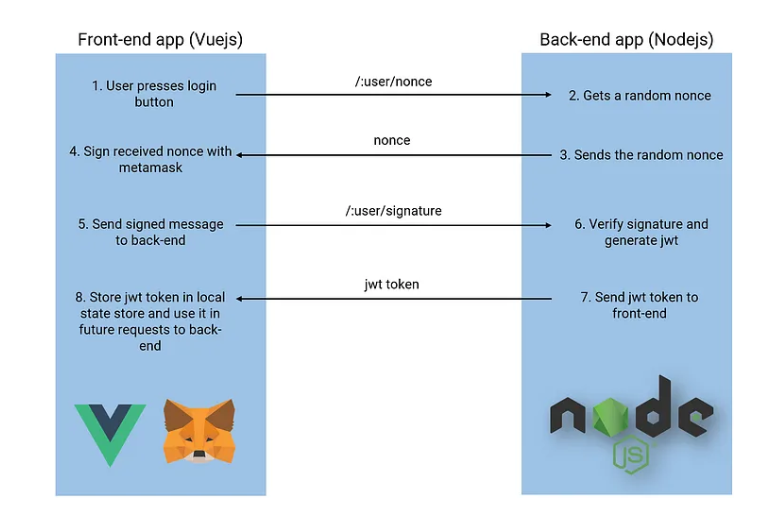 Front-end app (Vuejs)
Back-end app (Nodejs)
1. User presses login
button
/:user/nonce
2. Gets a random nonce
4. Sign received nonce with
metamask
nonce
3. Sends the random nonce
5. Send signed message
to back-end
/:user/signature
6. Verify signature and
generate jwt
8. Store jwt token in local
state store and use it in
future requests to back-
end
jwt token
7. Send jwt token to
front-end
node
JS